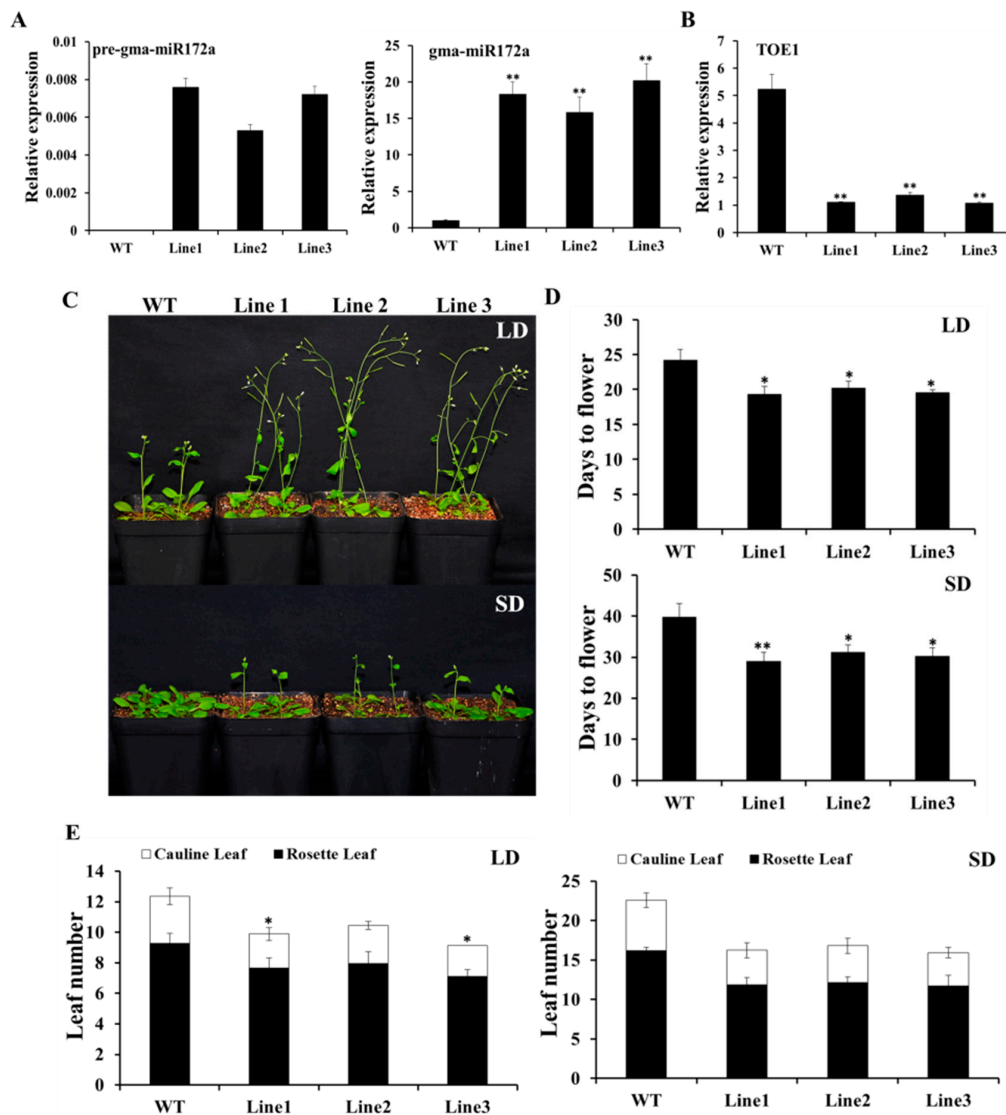 A
pre-gma-miR172a
Relative expression
0.01
0.008
0.006
0.004
0.002
0
WT
Line1
Line2
Line3
gma-miR172a
Relative expression
25
20
15
10
5
0
**
**
**
WT
Line1
Line2
Line3
B
TOE1
Relative expression
7
6
5
4
3
2
1
0
**
**
**
WT
Line1
Line2
Line3
C
WT Line 1 Line 2 Line 3
LD
SD
D
LD
Days to flower
30
25
20
15
10
5
0
*
*
*
WT
Line1
Line2
Line3
SD
Days to flower
50
40
30
20
10
0
**
*
*
WT
Line1
Line2
Line3
E
Cauline Leaf Rosette Leaf
LD
Leaf number
14
12
10
8
6
4
2
0
*
*
WT
Line1
Line2
Line3
Cauline Leaf Rosette Leaf
SD
Leaf number
25
20
15
10
5
0
WT
Line1
Line2
Line3